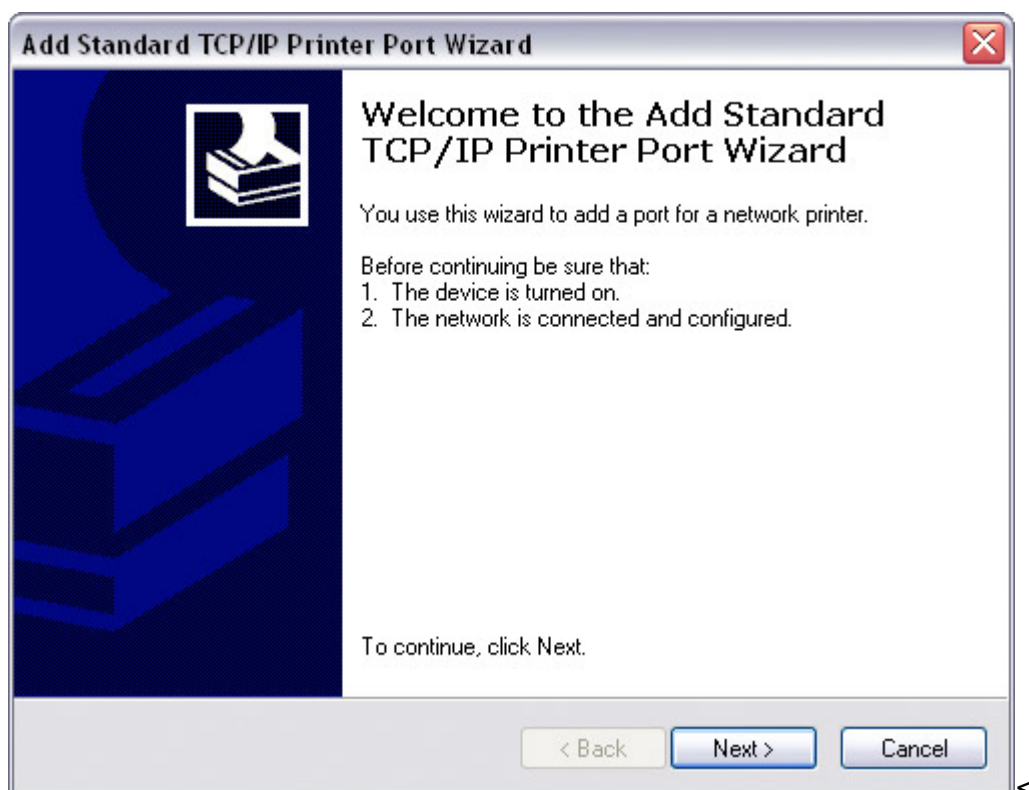 Add Standard TCP/IP Printer Port Wizard
Welcome to the Add Standard
TCP/IP Printer Port Wizard
You use this wizard to add a port for a network printer.
Before continuing be sure that:
1. The device is turned on.
2. The network is connected and configured.
To continue, click Next.
< Back Next > Cancel
<